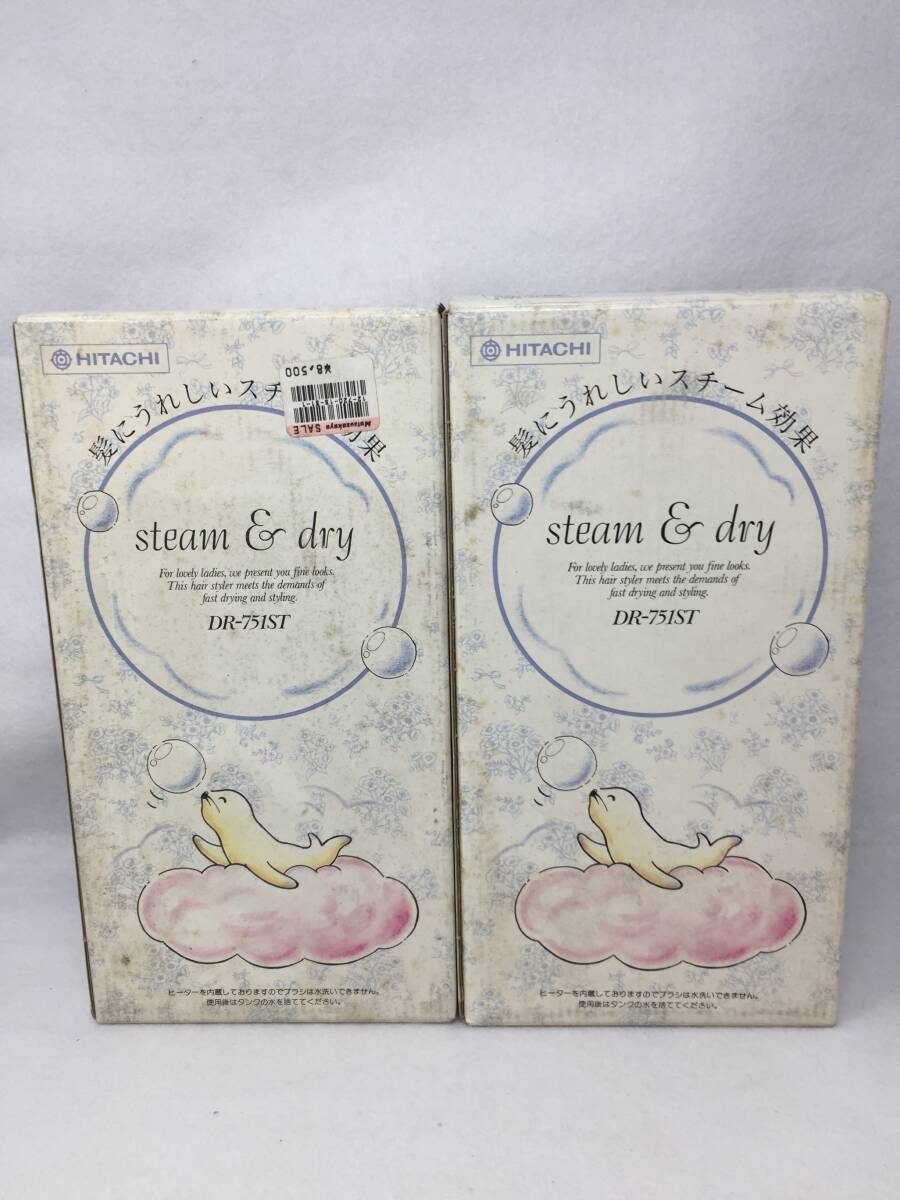 HITACHI
髪にうれしいスチ
効果
¥8,500
Matsuzakaya SALE
steam & dry
For lovely ladies, we present you fine looks.
This hair styler meets the demands of
fast drying and styling.
DR-751ST
ヒーターを内蔵しておりますのでブラシは水洗いできません。
使用後はタンクの水を捨ててください。
HITACHI
髪にうれしいスチーム効果
steam & dry
For lovely ladies, we present you fine looks.
This hair styler meets the demands of
fast drying and styling.
DR-751ST
ヒーターを内蔵しておりますのでブラシは水洗いできません。
使用後はタンクの水を捨ててください。